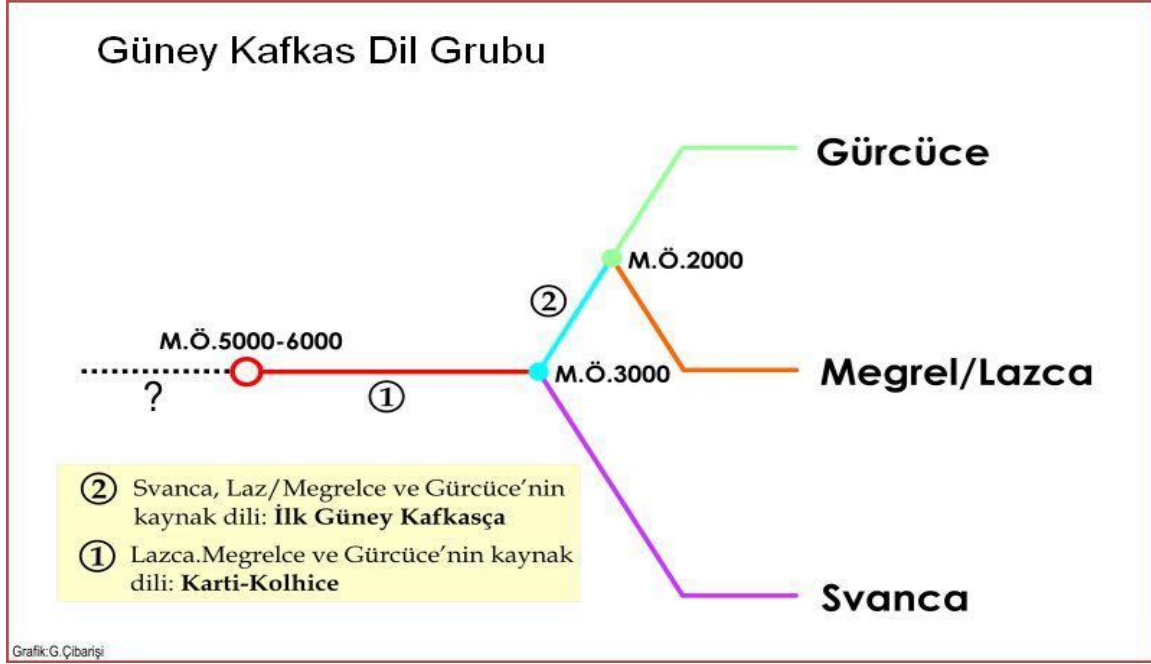 Güney Kafkas Dil Grubu
Gürcüce
M.Ö.2000
②
M.Ö.5000-6000
M.Ö.3000
Megrel/Lazca
?
①
② Svanca, Laz/Megrelce ve Gürcüce’nin
kaynak dili: İlk Güney Kafkasça
① Lazca.Megrelce ve Gürcüce’nin kaynak
dili: Karti-Kolhice
Svanca
Grafik:G.Çibarişi